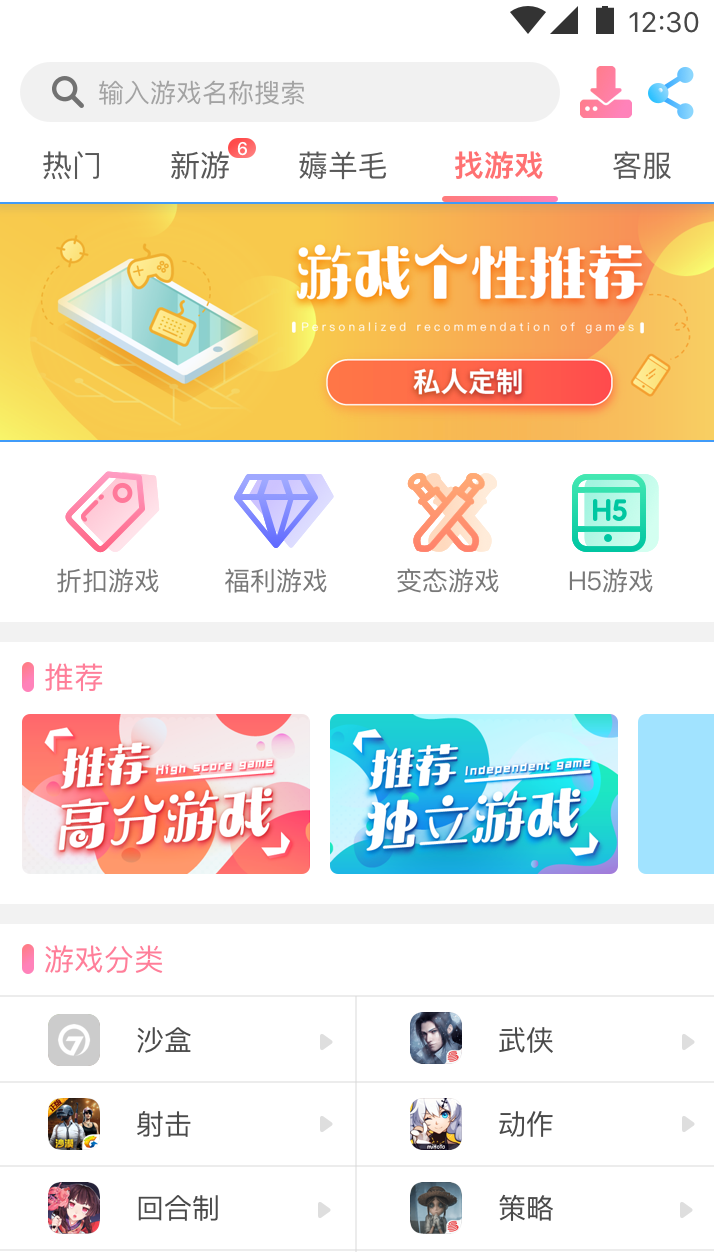 12:30
输入游戏名称搜索
热门 新游 6 薅羊毛 找游戏 客服
游戏个性推荐
Personalized recommendation of games
私人定制
折扣游戏 福利游戏 变态游戏 H5游戏
H5
推荐
推荐 High score game
高分游戏
推荐 Independent game
独立游戏
游戏分类
沙盒 武侠
射击 动作
沙漠
miHoYo
回合制 策略